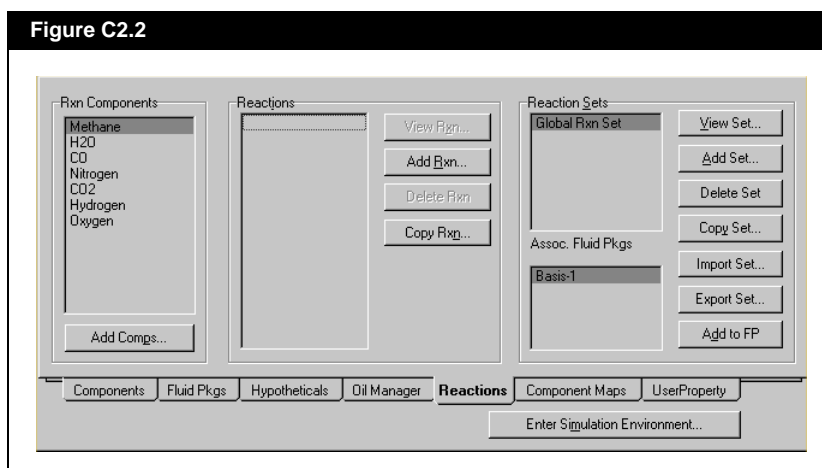 Figure C2.2
Rxn Components
Methane
H2O
CO
Nitrogen
CO2
Hydrogen
Oxygen
Add Comps...
Reactions
View Rxn...
Add Rxn...
Delete Rxn
Copy Rxn...
Reaction Sets
Global Rxn Set
Assoc. Fluid Pkgs
Basis-1
View Set...
Add Set...
Delete Set
Copy Set...
Import Set...
Export Set...
Add to FP
Components Fluid Pkgs Hypotheticals Oil Manager Reactions Component Maps UserProperty
Enter Simulation Environment...